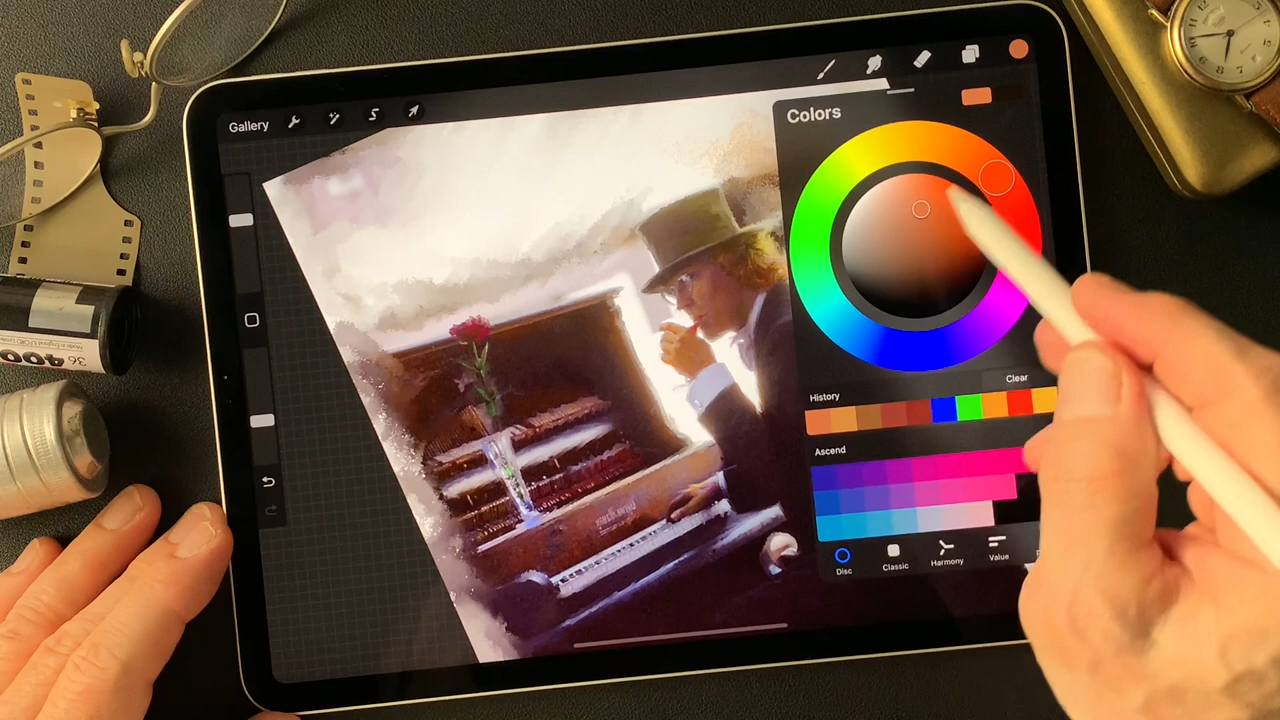 Gallery
Colors
History
Clear
Ascend
Disc
Classic
Harmony
Value
36
400